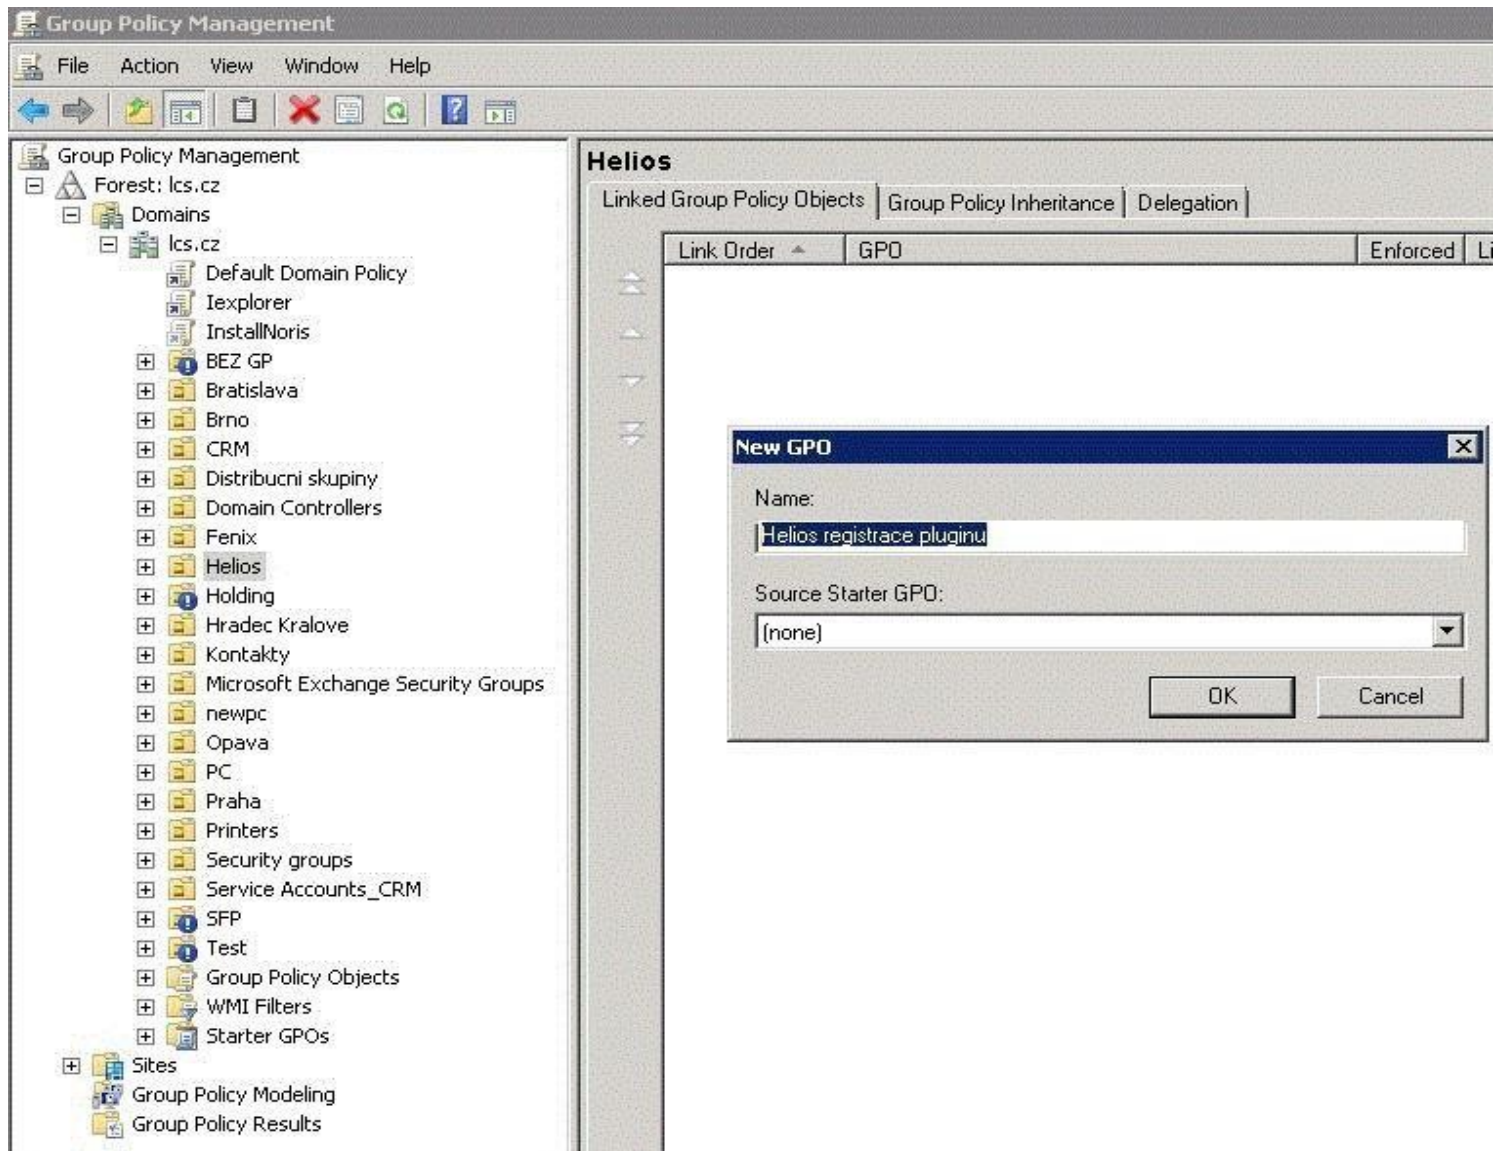 Group Policy Management
File Action View Window Help
Group Policy Management
Forest: lcs.cz
Domains
lcs.cz
Default Domain Policy
Iexplorer
InstallNoris
BEZ GP
Bratislava
Brno
CRM
Distribucni skupiny
Domain Controllers
Fenix
Helios
Holding
Hradec Kralove
Kontakty
Microsoft Exchange Security Groups
newpc
Opava
PC
Praha
Printers
Security groups
Service Accounts_CRM
SFP
Test
Group Policy Objects
WMI Filters
Starter GPOs
Sites
Group Policy Modeling
Group Policy Results
Helios
Linked Group Policy Objects Group Policy Inheritance Delegation
Link Order GPO Enforced Li
New GPO
Name:
Helios registrace pluginu
Source Starter GPO:
(none)
OK Cancel